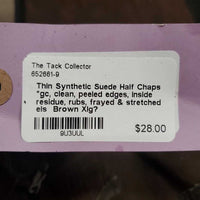 The Tack Collector
652661-9
Thin Synthetic Suede Half Chaps
*gc, clean, peeled edges, inside
residue, rubs, frayed & stretched
els Brown Xlg?
9U3UUL
$28.00